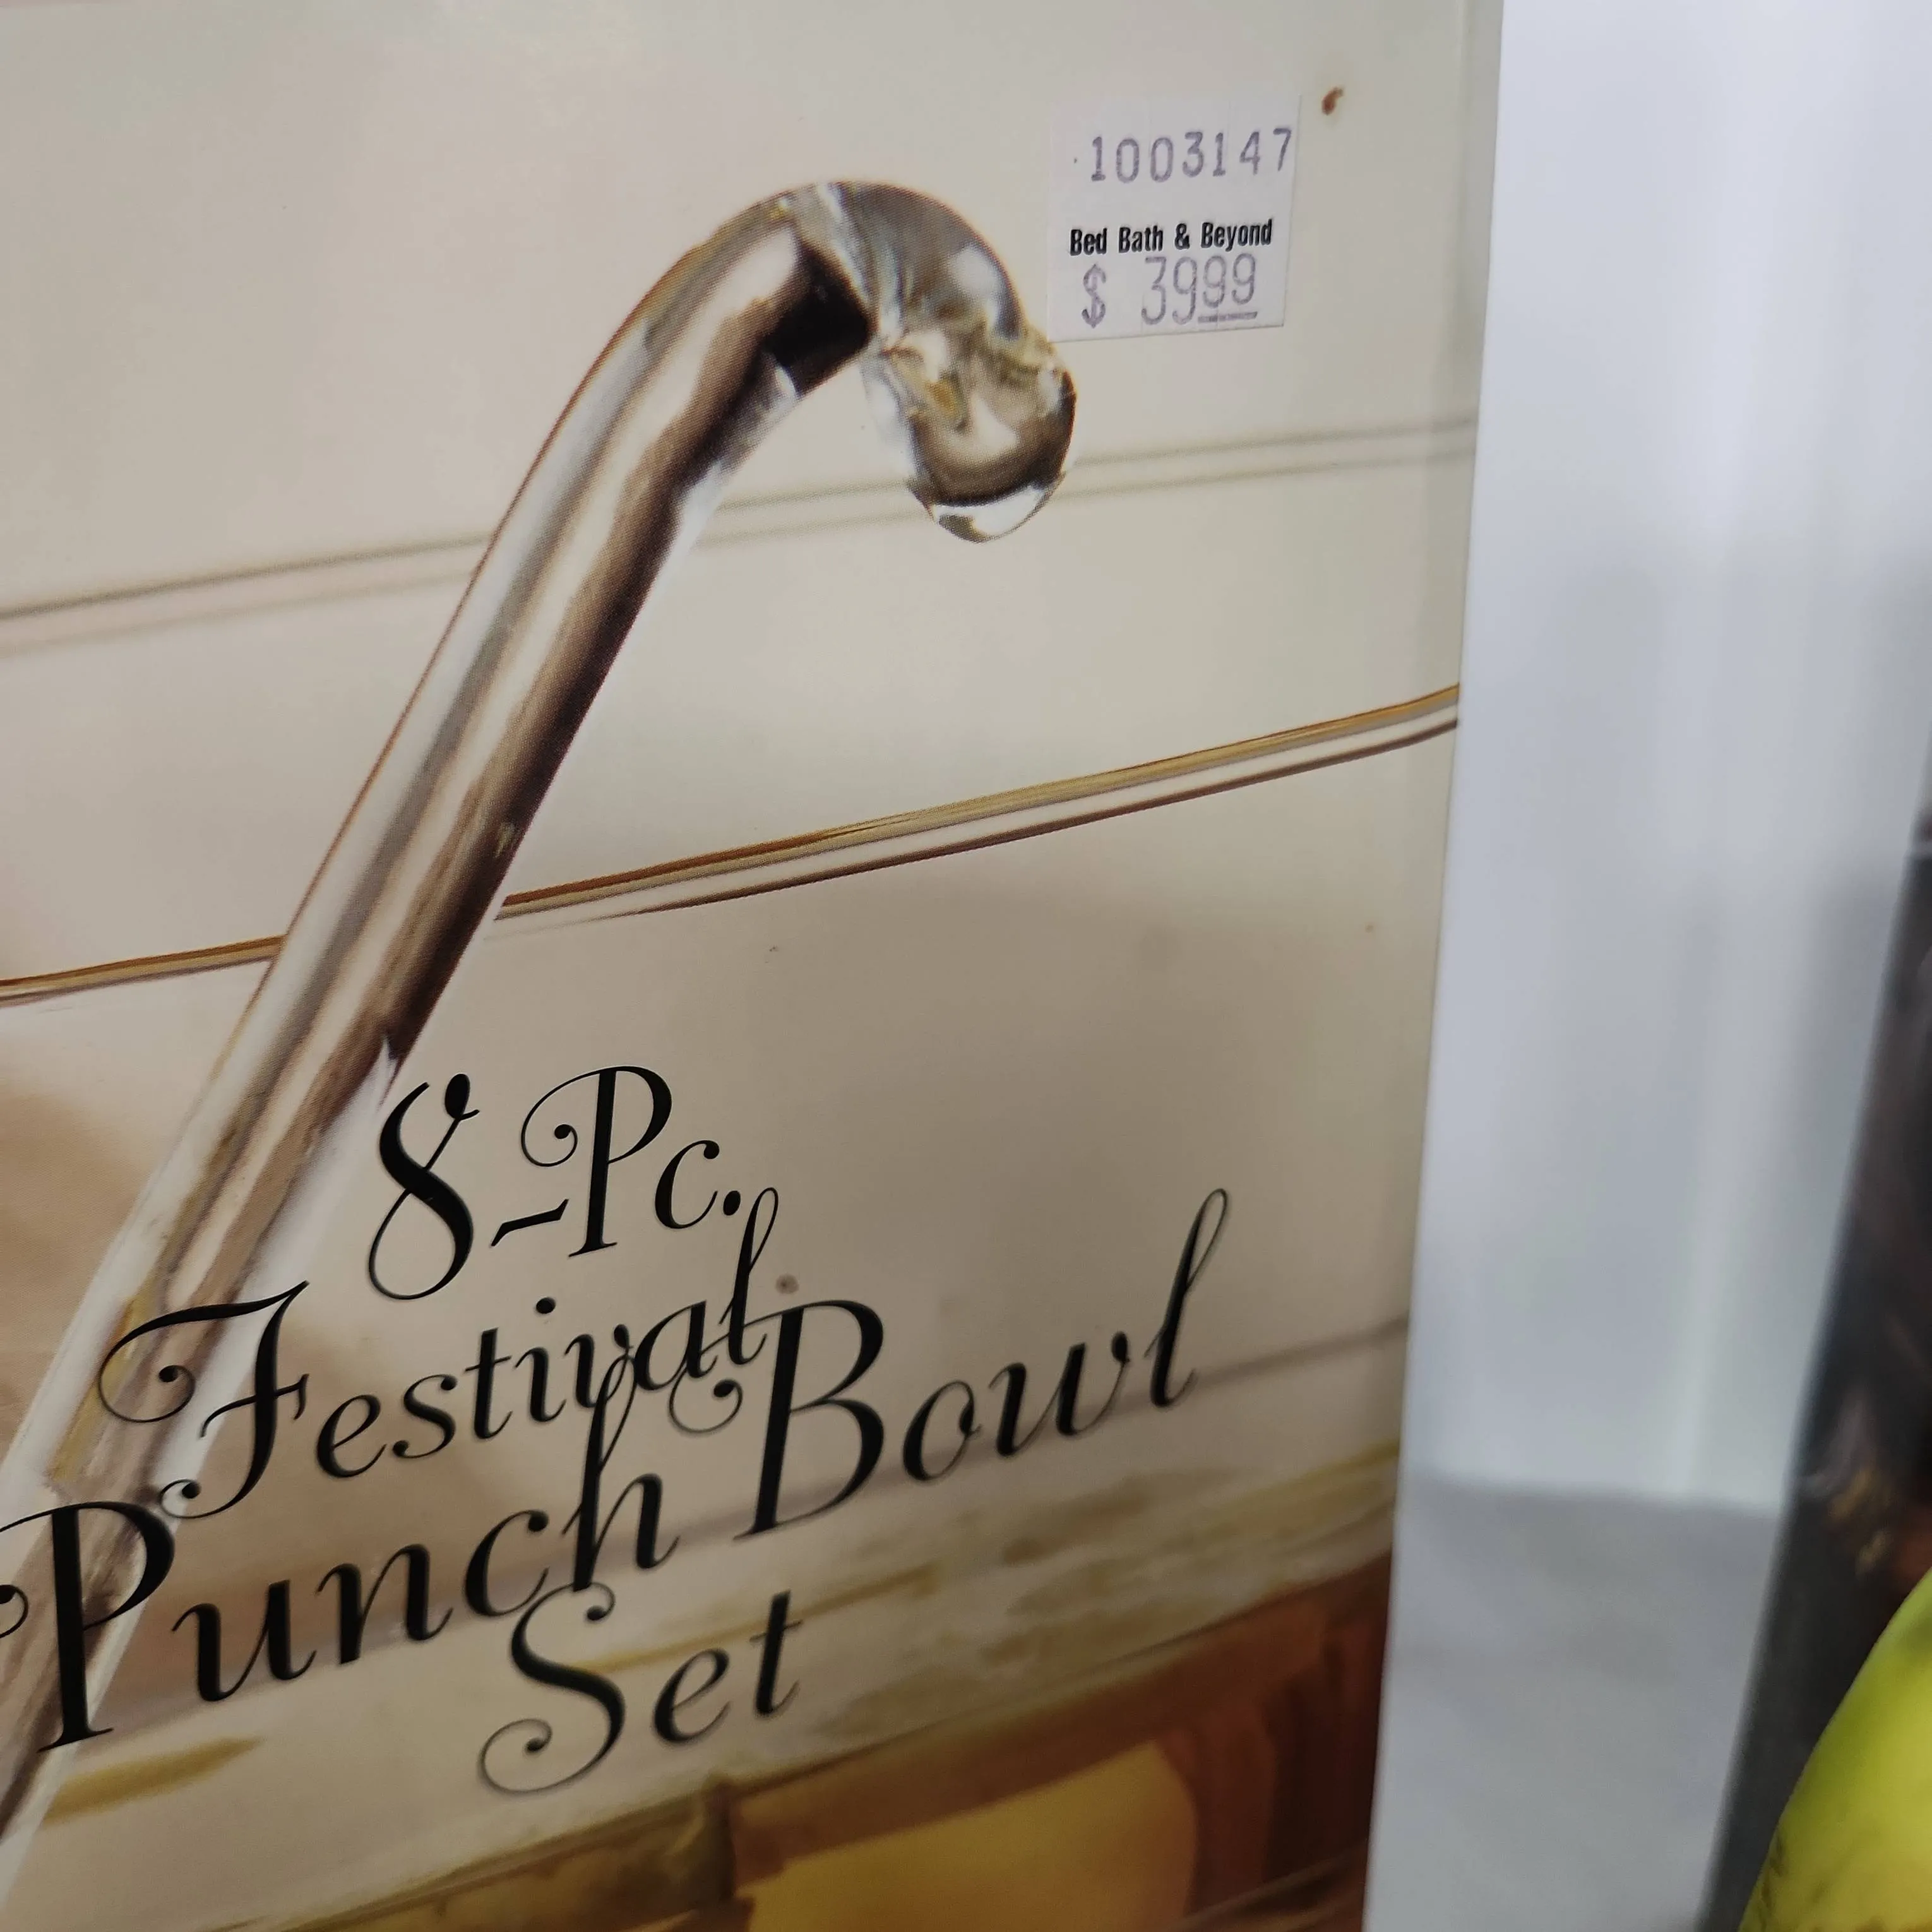 1003147
Bed Bath & Beyond
$ 3999
8-Pc.
Festival
Punch Bowl
Set